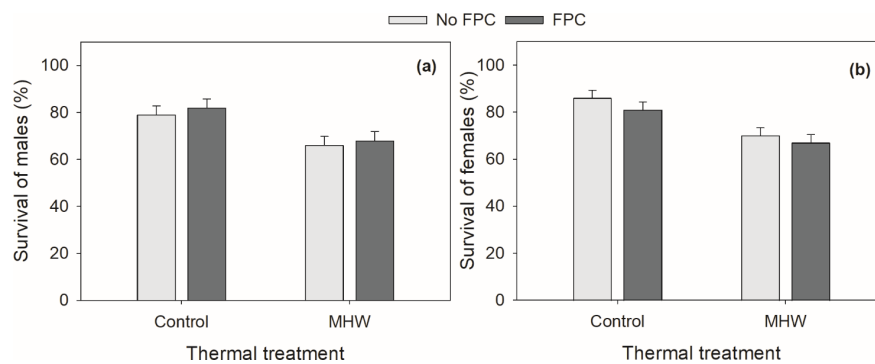 No FPC FPC
Survival of males (%)
100
80
60
40
20
0
(a)
Control MHW
Thermal treatment
Survival of females (%)
100
80
60
40
20
0
(b)
Control MHW
Thermal treatment